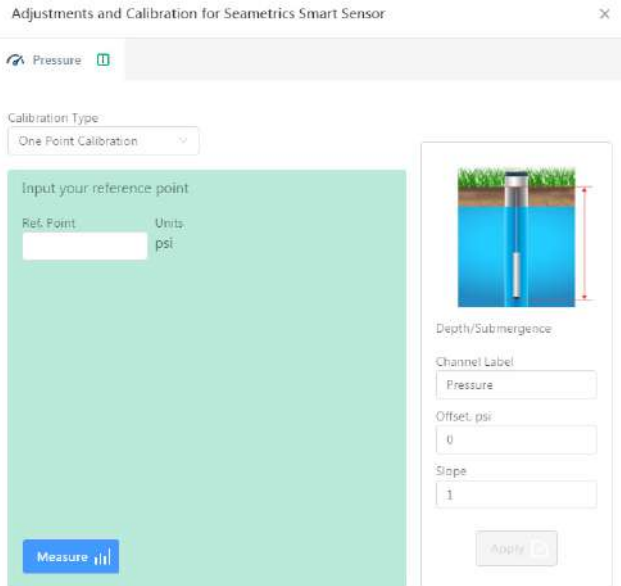 Adjustments and Calibration for Seametrics Smart Sensor
Pressure
Calibration Type
One Point Calibration
Input your reference point
Ref. Point Units
psi
Measure
Depth/Submergence
Channel Label
Pressure
Offset, psi
0
Slope
1
Apply